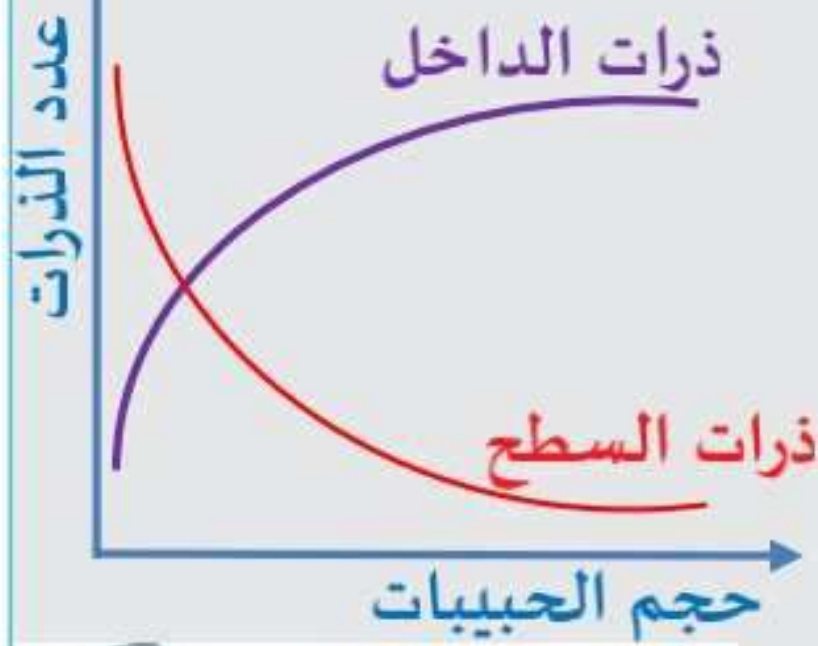 عدد الذرات
ذرات الداخل
ذرات السطح
حجم الحبيبات